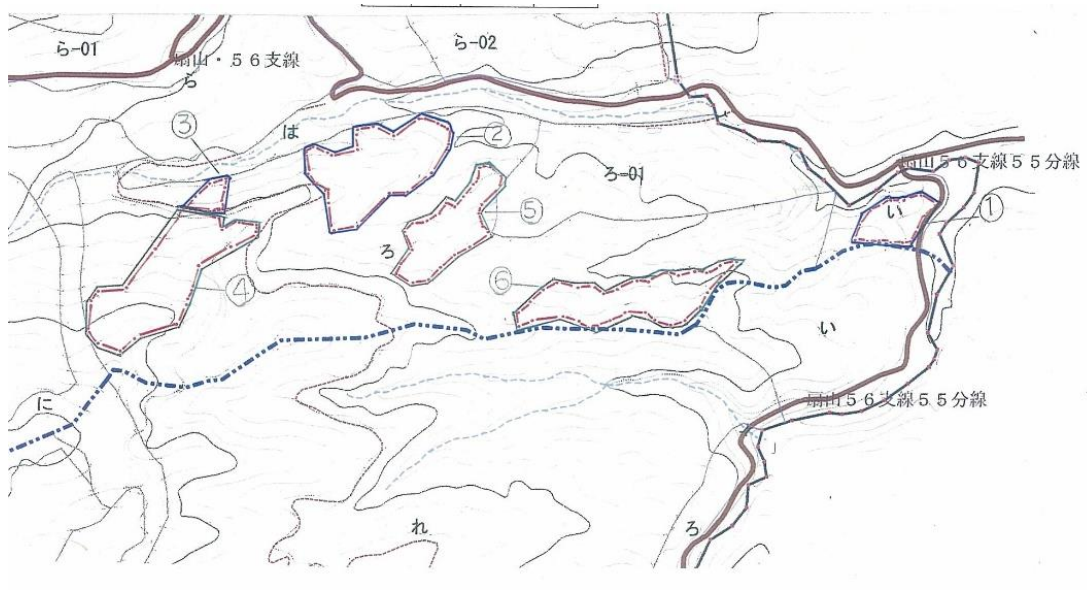 ら-01
ら-02
扇山・５６支線
ら
③
は
②
ろ-01
扇山５６支線５５分線
い
①
⑤
ろ
④
⑥
い
に
扇山５６支線５５分線
れ
ろ